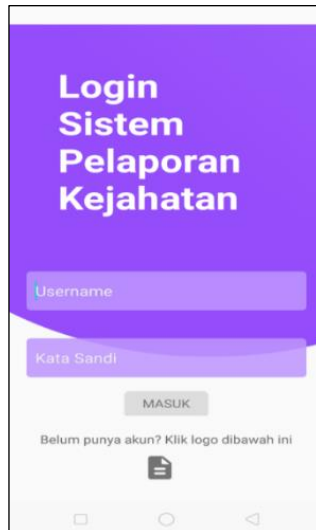 Login
Sistem
Pelaporan
Kejahatan
Username
Kata Sandi
MASUK
Belum punya akun? Klik logo dibawah ini